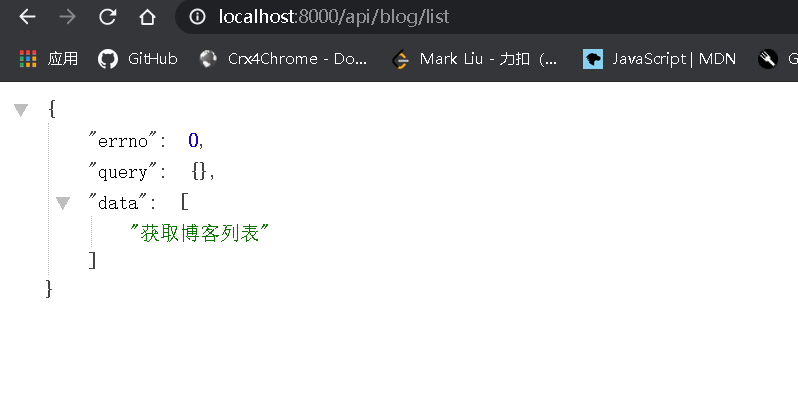 localhost:8000/api/blog/list
应用 GitHub Crx4Chrome - Do... Mark Liu - 力扣（... JavaScript | MDN G
{
"errno": 0,
"query": {},
"data": [
"获取博客列表"
]
}